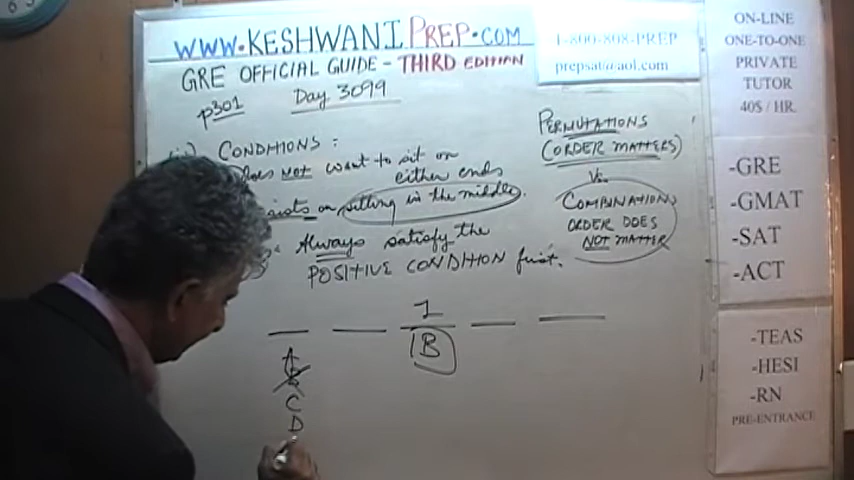 WWW.KESHWANIPREP.COM
GRE OFFICIAL GUIDE - THIRD EDITION
p301
Day 3099
CONDITIONS :
does NOT want to sit on
either ends
on sitting in the middle.
Always satisfy the
POSITIVE CONDITION first.
1
B
A
B
C
D
1-800-808-PREP
prepsat@aol.com
PERMUTATIONS
(ORDER MATTERS)
Vs.
COMBINATIONS
ORDER DOES
NOT MATTER
ON-LINE
ONE-TO-ONE
PRIVATE
TUTOR
40$ / HR.
-GRE
-GMAT
-SAT
-ACT
-TEAS
-HESI
-RN
PRE-ENTRANCE